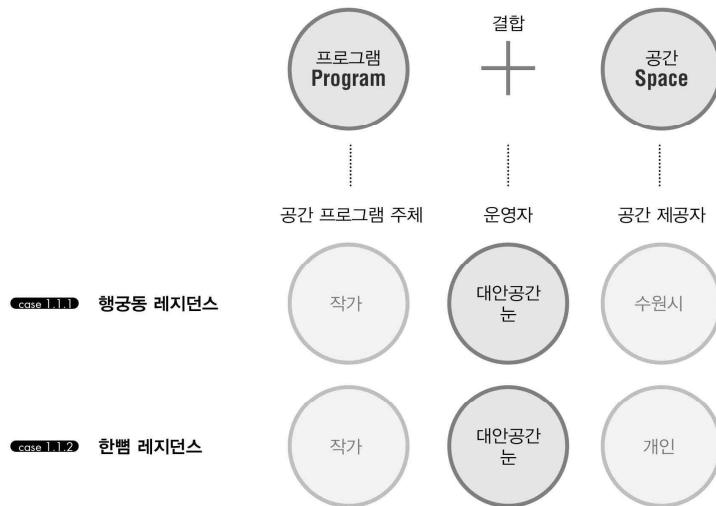 결합
프로그램
Program
공간
Space
공간 프로그램 주체
운영자
공간 제공자
case 1.1.1
행궁동 레지던스
작가
대안공간
눈
수원시
case 1.1.2
한뼘 레지던스
작가
대안공간
눈
개인